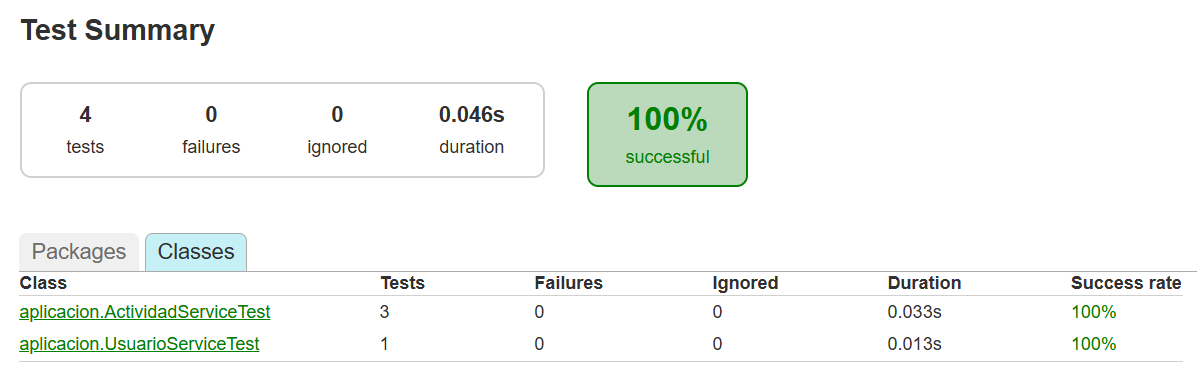 Test Summary
4 0 0 0.046s
tests failures ignored duration
100%
successful
Packages Classes
Class Tests Failures Ignored Duration Success rate
aplicacion.ActividadServiceTest 3 0 0 0.033s 100%
aplicacion.UsuarioServiceTest 1 0 0 0.013s 100%